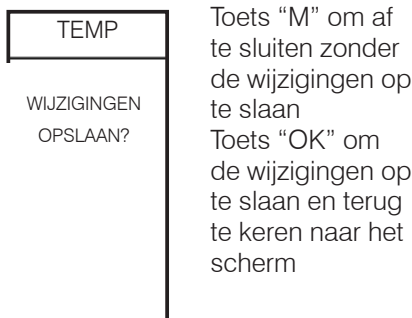 TEMP
WIJZIGINGEN
OPSLAAN?
Toets “M” om af
te sluiten zonder
de wijzigingen op
te slaan
Toets “OK” om
de wijzigingen op
te slaan en terug
te keren naar het
scherm